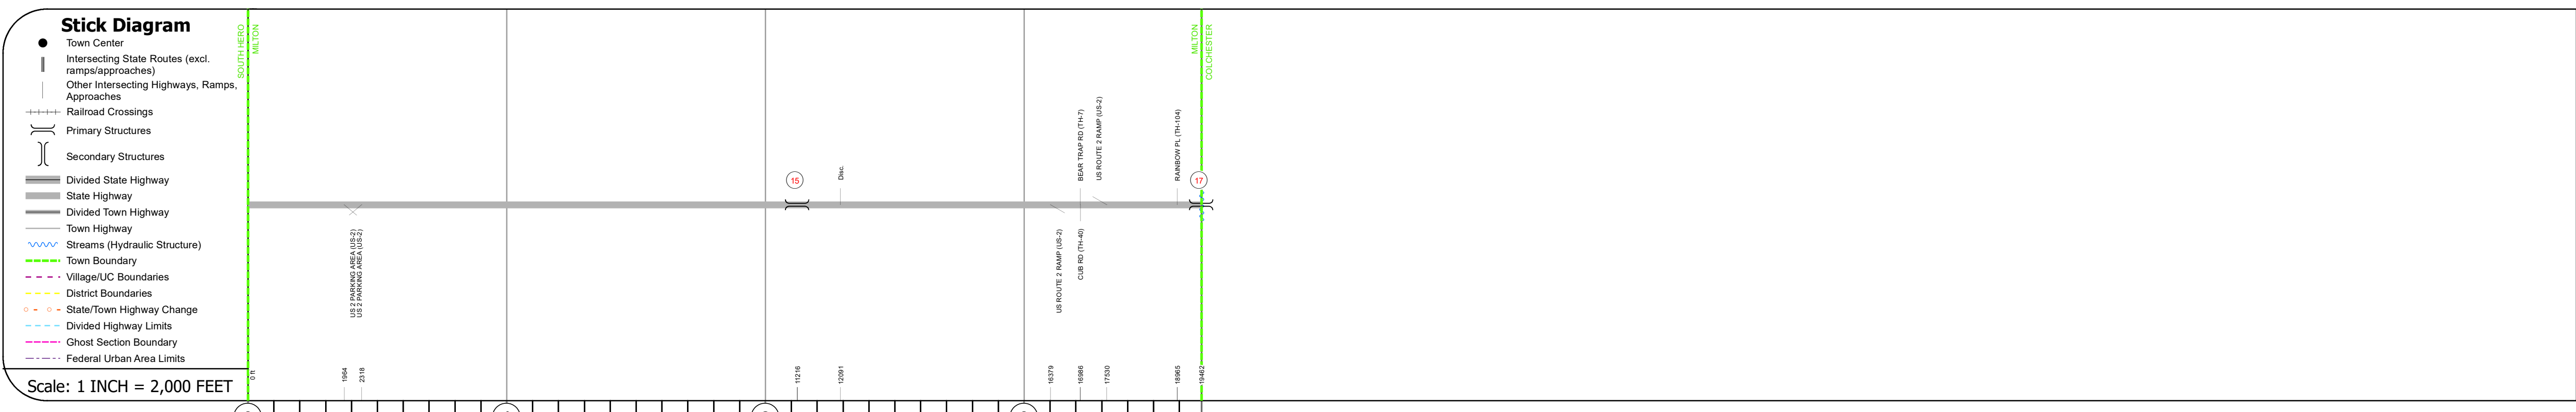 Stick Diagram
Town Center
Intersecting State Routes (excl.
ramps/approaches)
Other Intersecting Highways, Ramps,
Approaches
Railroad Crossings
Primary Structures
Secondary Structures
Divided State Highway
State Highway
Divided Town Highway
Town Highway
Streams (Hydraulic Structure)
Town Boundary
Village/UC Boundaries
District Boundaries
State/Town Highway Change
Divided Highway Limits
Ghost Section Boundary
Federal Urban Area Limits
Scale: 1 INCH = 2,000 FEET
SOUTH HERO
MILTON
US 2 PARKING AREA (US-2)
US 2 PARKING AREA (US-2)
15
Disc.
US ROUTE 2 RAMP (US-2)
BEAR TRAP RD (TH-7)
CUB RD (TH-40)
US ROUTE 2 RAMP (US-2)
RAINBOW PL (TH-104)
17
MILTON
COLCHESTER
0 ft
1964
2318
11216
12091
16379
16986
17530
18965
19462